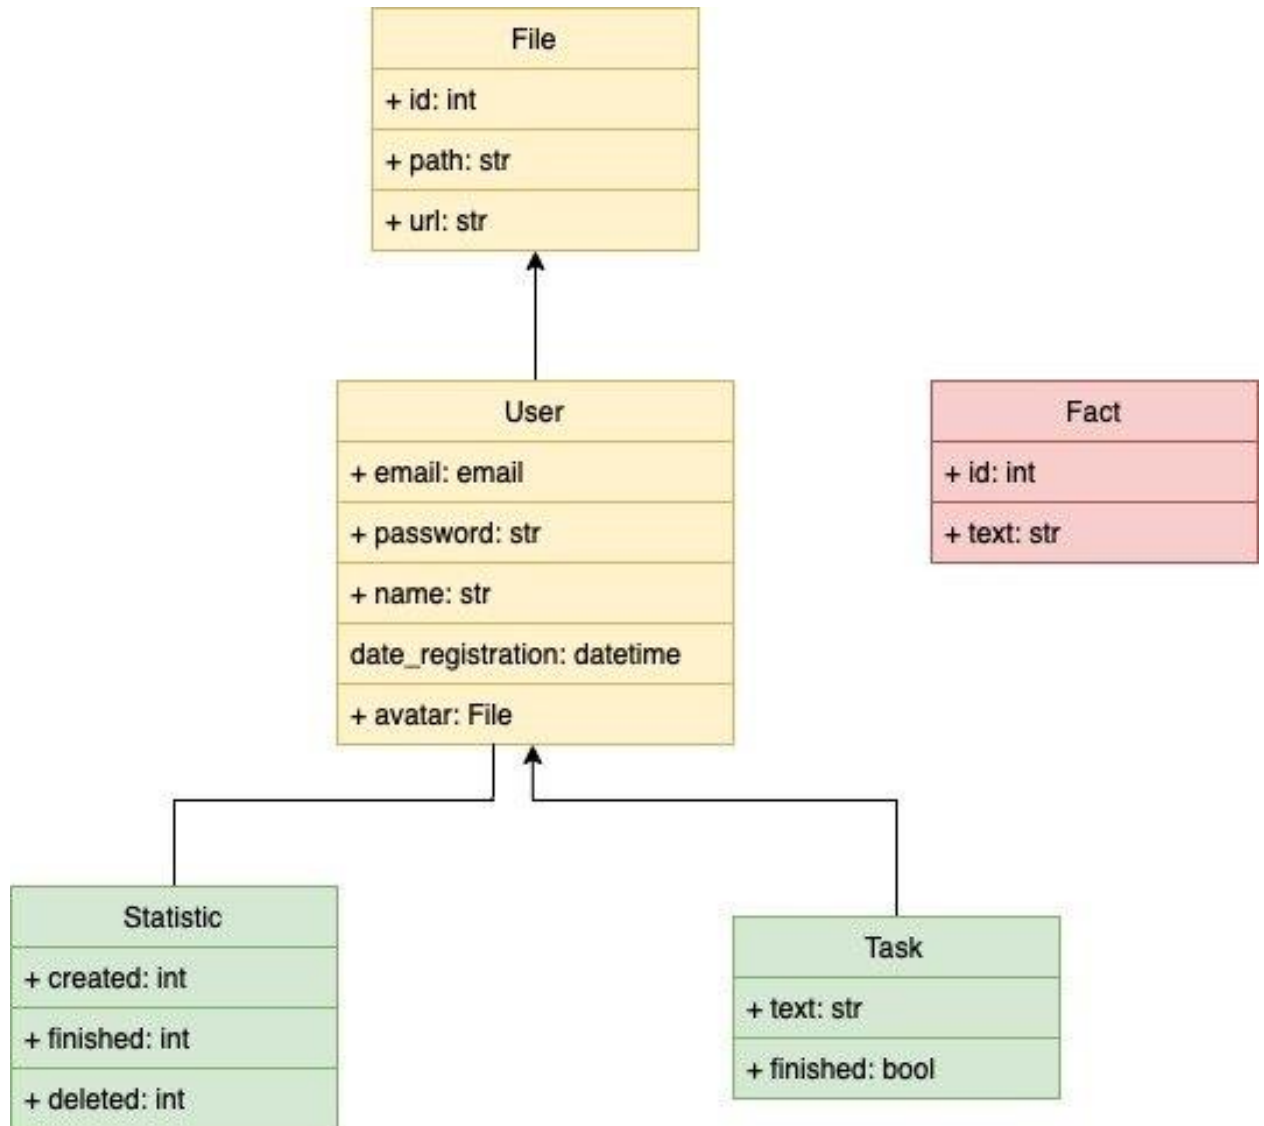 File
+ id: int
+ path: str
+ url: str
User
+ email: email
+ password: str
+ name: str
date_registration: datetime
+ avatar: File
Fact
+ id: int
+ text: str
Statistic
+ created: int
+ finished: int
+ deleted: int
Task
+ text: str
+ finished: bool